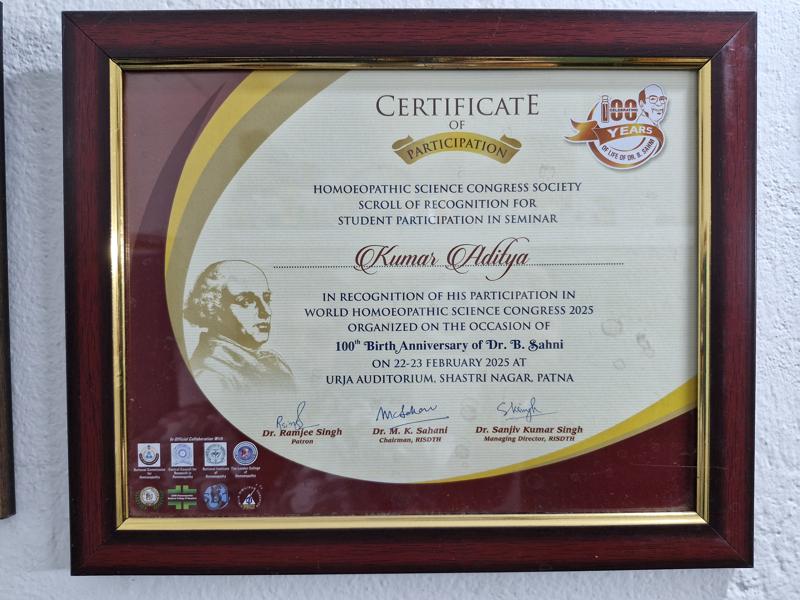 CERTIFICATE
OF
PARTICIPATION
100
CELEBRATING
YEARS
OF LIFE OF DR. B. SAHNI
HOMOEOPATHIC SCIENCE CONGRESS SOCIETY
SCROLL OF RECOGNITION FOR
STUDENT PARTICIPATION IN SEMINAR
Kumar Aditya
IN RECOGNITION OF HIS PARTICIPATION IN
WORLD HOMOEOPATHIC SCIENCE CONGRESS 2025
ORGANIZED ON THE OCCASION OF
100th Birth Anniversary of Dr. B. Sahni
ON 22-23 FEBRUARY 2025 AT
URJA AUDITORIUM, SHASTRI NAGAR, PATNA
Dr. Ramjee Singh
Patron
Dr. M. K. Sahani
Chairman, RISDTH
Dr. Sanjiv Kumar Singh
Managing Director, RISDTH
In Official Collaboration With
National Commission
for
Homoeopathy
Central Council for
Research in
Homoeopathy
National Institute of
Homoeopathy
The London College
of
Homeopathy